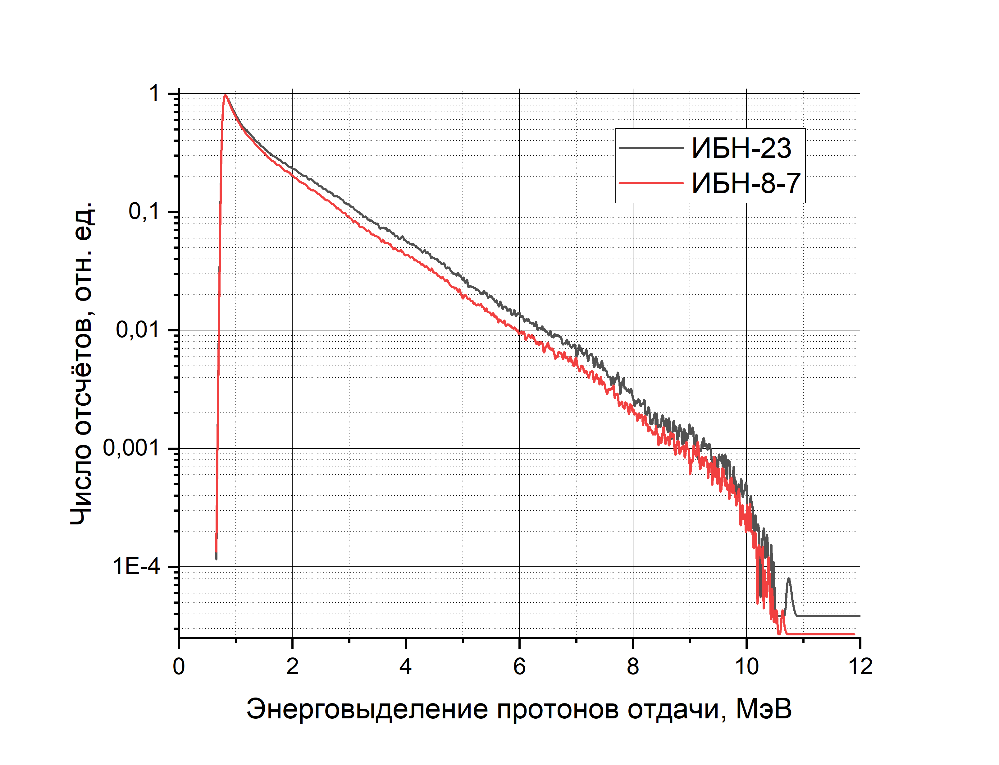 1
0,1
0,01
0,001
1E-4
Число отсчётов, отн. ед.
ИБН-23
ИБН-8-7
0 2 4 6 8 10 12
Энерговыделение протонов отдачи, МэВ